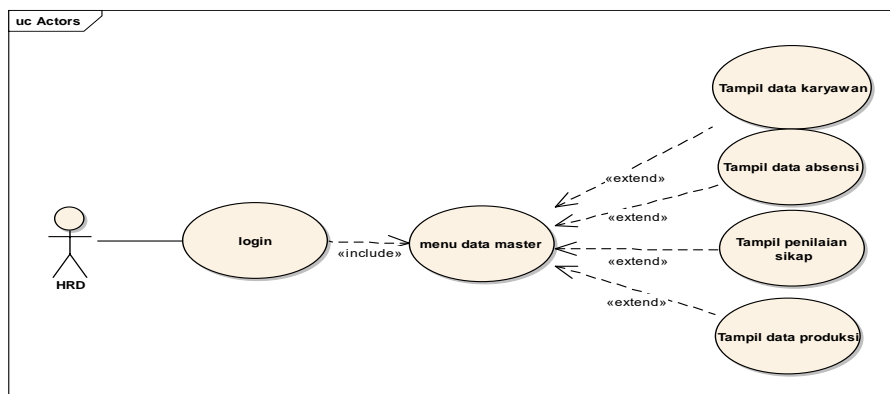 uc Actors
Tampil data karyawan
«extend»
Tampil data absensi
«extend»
HRD
login
«include»
menu data master
Tampil penilaian
sikap
«extend»
«extend»
Tampil data produksi